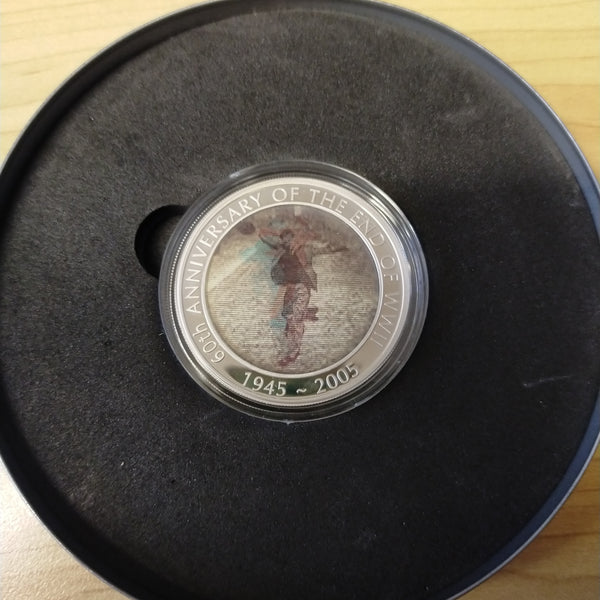 60th ANNIVERSARY OF THE END OF WWII
1945 ~ 2005